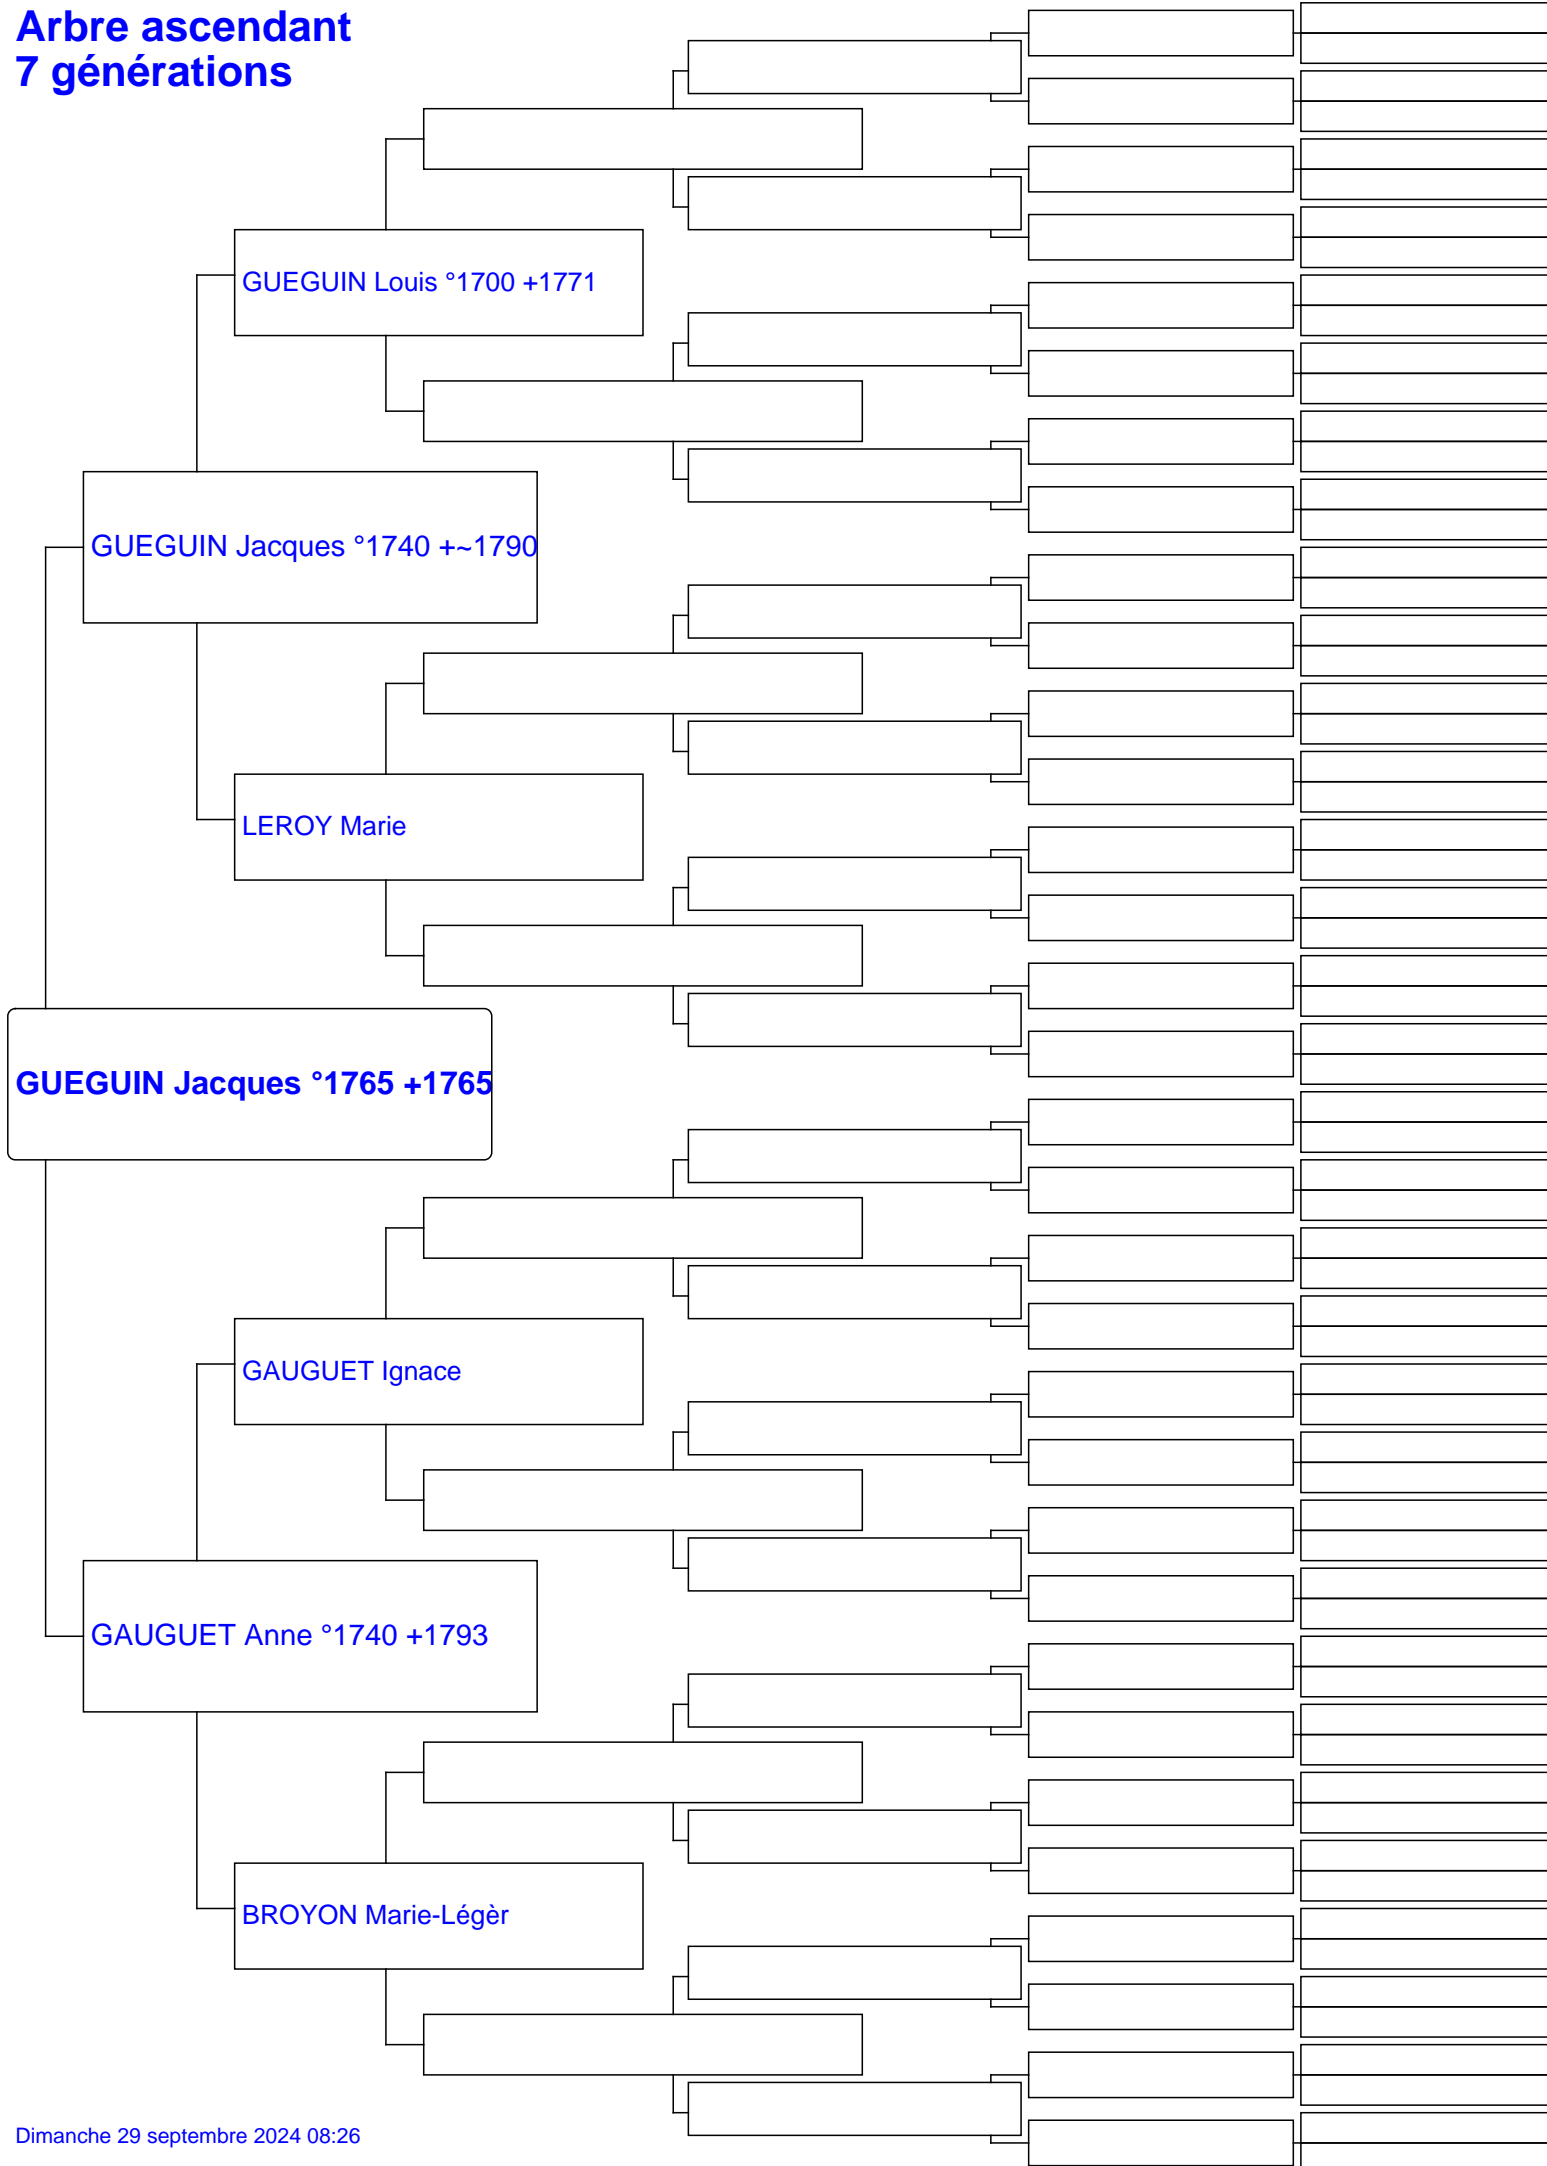 Arbre ascendant
7 générations
GUEGUIN Louis °1700 +1771
GUEGUIN Jacques °1740 +~1790
LEROY Marie
GUEGUIN Jacques °1765 +1765
GAUGUET Ignace
GAUGUET Anne °1740 +1793
BROYON Marie-Légèr
Dimanche 29 septembre 2024 08:26